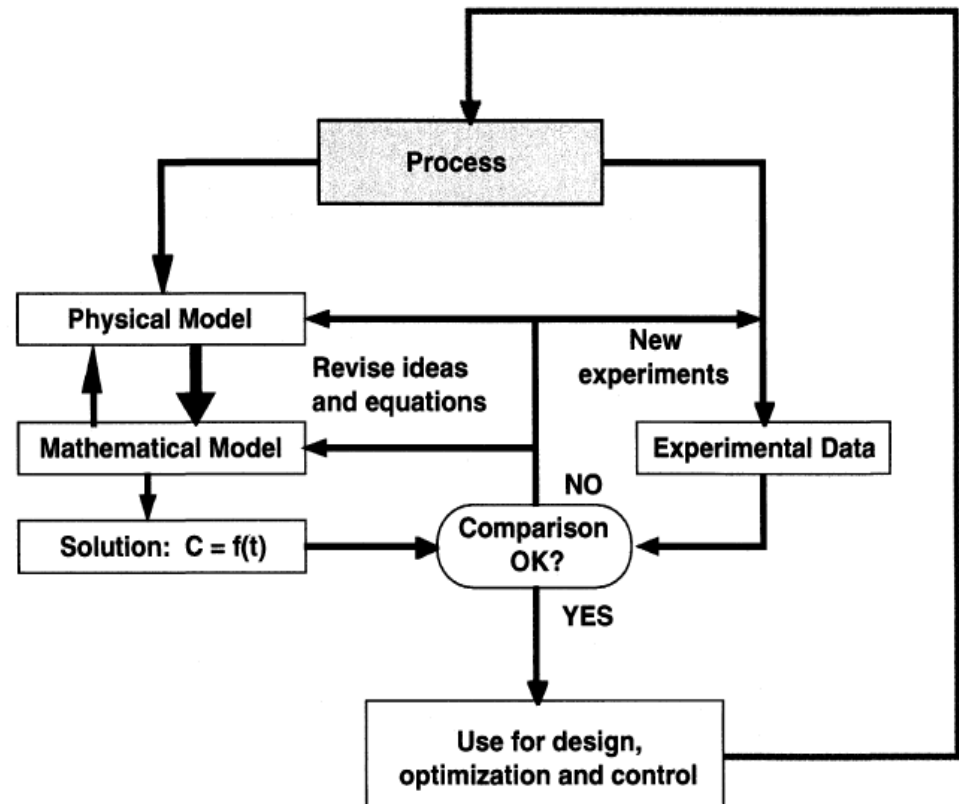 Process
Physical Model
New
experiments
Revise ideas
and equations
Mathematical Model
Experimental Data
NO
Solution:  C = f(t)
Comparison
OK?
YES
Use for design,
optimization and control